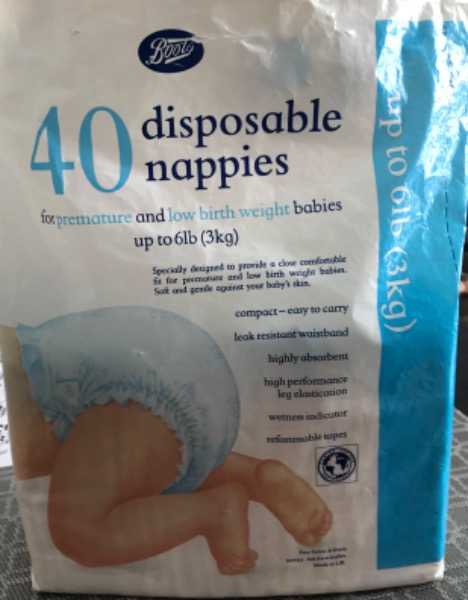 Boots
40 disposable
nappies
for premature and low birth weight babies
up to 6lb (3kg)
Specially designed to provide a close comfortable
fit for premature and low birth weight babies.
Soft and gentle against your baby's skin.
compact – easy to carry
leak resistant waistband
highly absorbent
high performance
leg elastication
wetness indicator
refastenable tapes
Made in UK
up to 6lb (3kg)